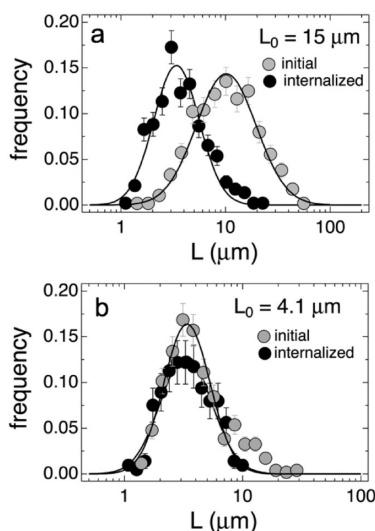 a
L0 = 15 μm
initial
internalized
frequency
0.20
0.15
0.10
0.05
0.00
1
10
100
L (μm)
b
L0 = 4.1 μm
initial
internalized
frequency
0.20
0.15
0.10
0.05
0.00
1
10
100
L (μm)